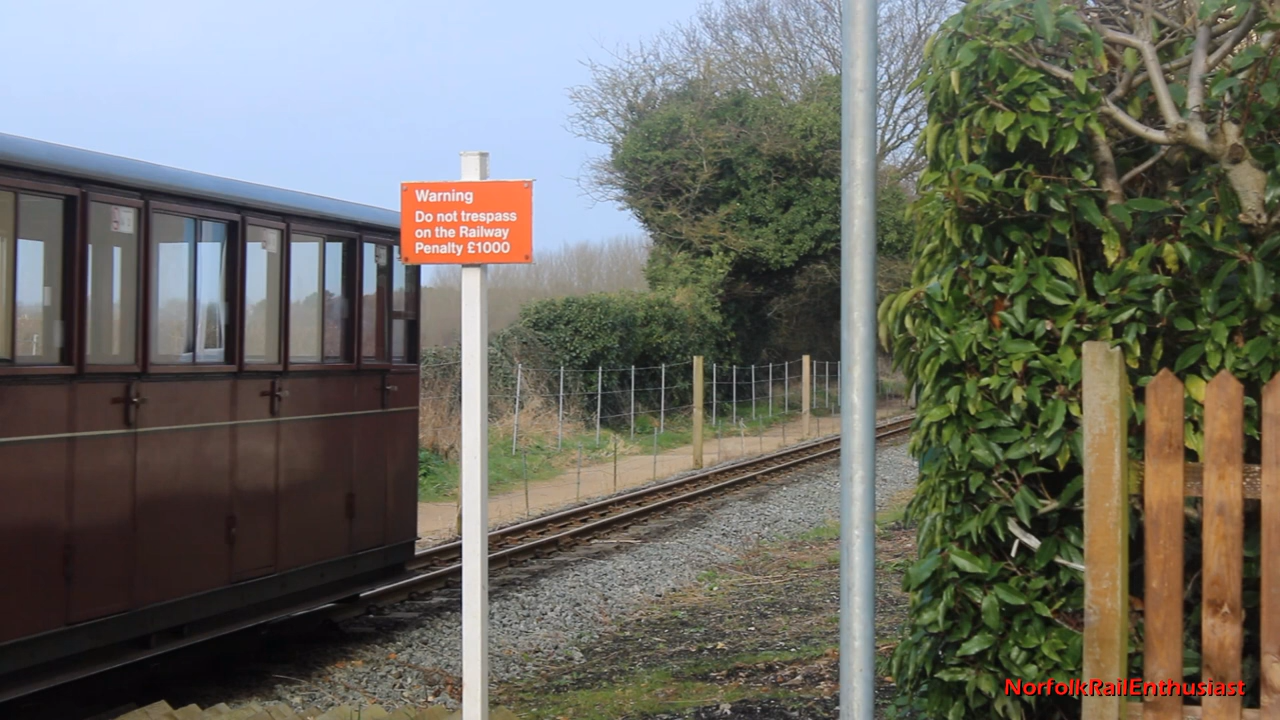 Warning
Do not trespass
on the Railway
Penalty £1000
NorfolkRailEnthusiast